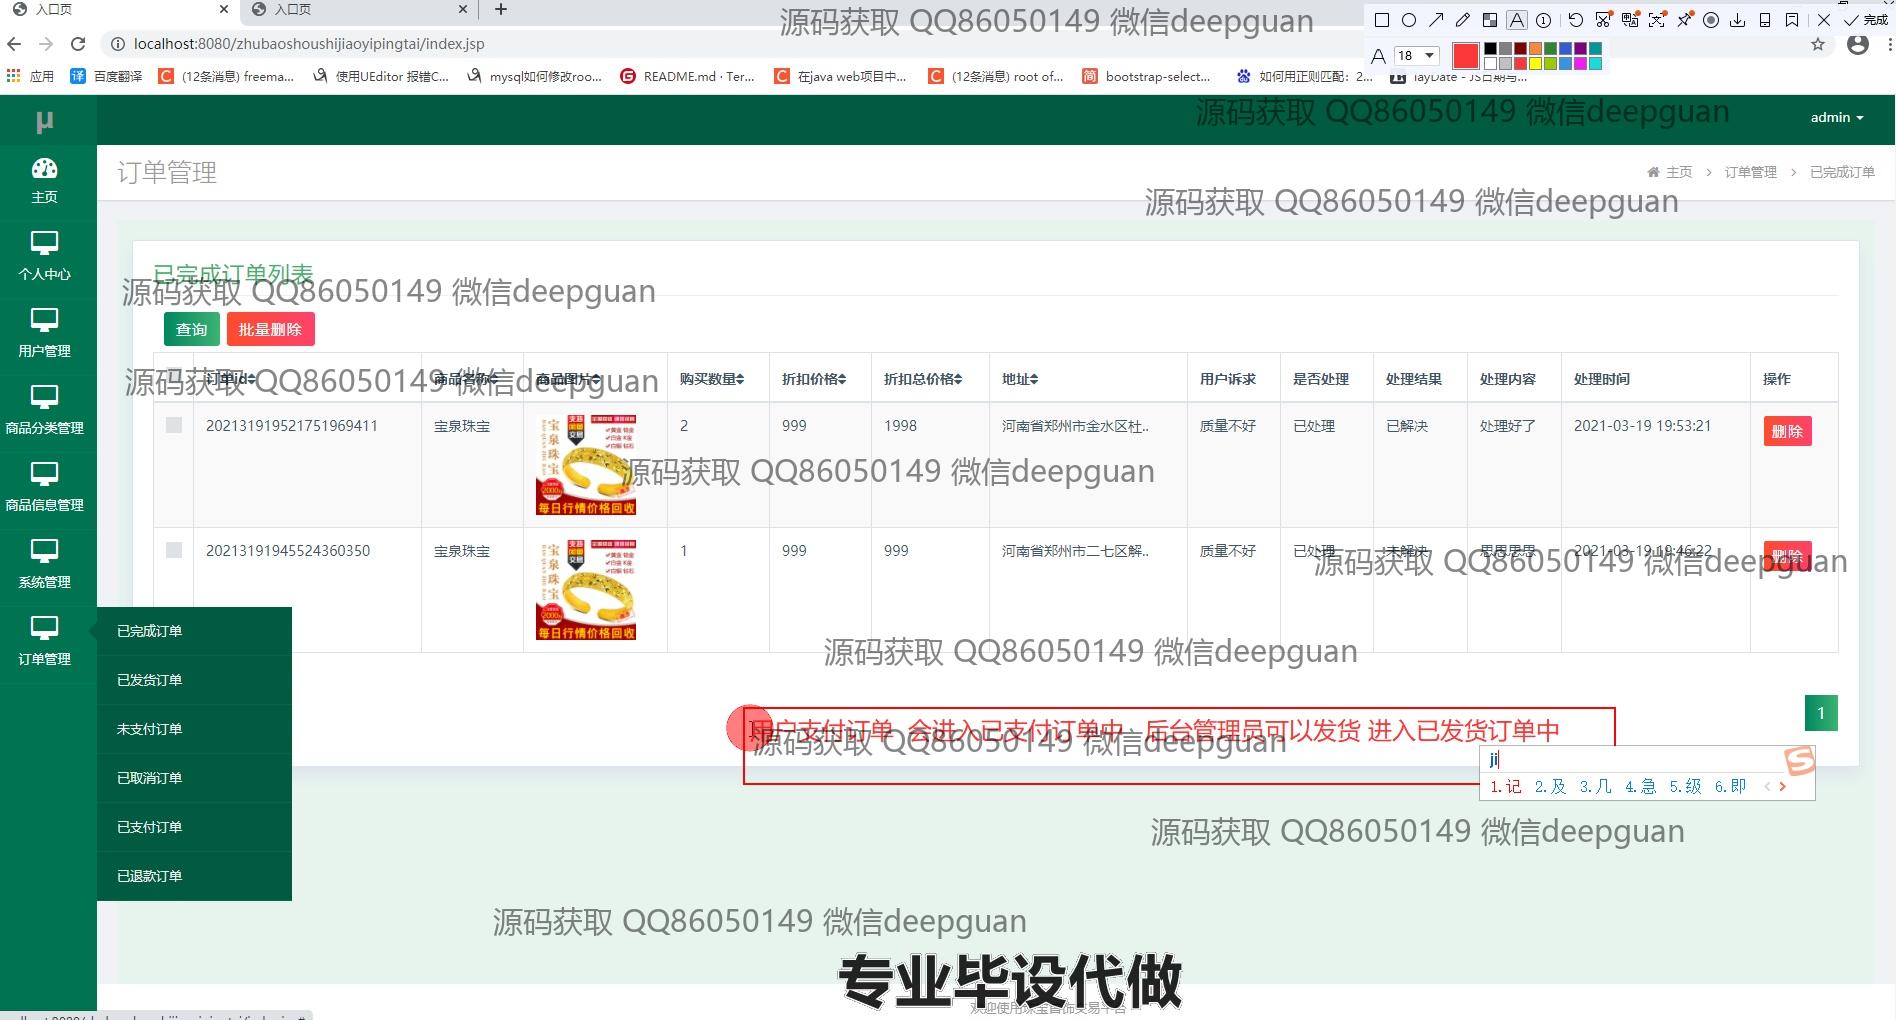 入口页
入口页
源码获取 QQ86050149 微信deepguan
完成
localhost:8080/zhubaoshoushijiaoyipingtai/index.jsp
18
应用 百度翻译 (12条消息) freema... 使用UEditor 报错C... mysql如何修改roo... README.md · Ter... 在java web项目中... (12条消息) root of... bootstrap-select... 如何用正则匹配：2... layDate - JS日期与...
源码获取 QQ86050149 微信deepguan
μ
admin
订单管理
主页 > 订单管理 > 已完成订单
源码获取 QQ86050149 微信deepguan
主页
个人中心
用户管理
商品分类管理
商品信息管理
系统管理
订单管理
已完成订单列表
源码获取 QQ86050149 微信deepguan
查询 批量删除
订单id 商品名称 商品图片 购买数量 折扣价格 折扣总价格 地址 用户诉求 是否处理 处理结果 处理内容 处理时间 操作
源码获取 QQ86050149 微信deepguan
202131919521751969411 宝泉珠宝 2 999 1998 河南省郑州市金水区杜.. 质量不好 已处理 已解决 处理好了 2021-03-19 19:53:21 删除
宝泉珠宝
每日行情价格回收
源码获取 QQ86050149 微信deepguan
20213191945524360350 宝泉珠宝 1 999 999 河南省郑州市二七区解.. 质量不好 已处理 未解决 思思思思 2021-03-19 19:46:22 删除
宝泉珠宝
每日行情价格回收
源码获取 QQ86050149 微信deepguan
已完成订单
已发货订单
未支付订单
已取消订单
已支付订单
已退款订单
源码获取 QQ86050149 微信deepguan
1
用户支付订单 会进入已支付订单中 后台管理员可以发货 进入已发货订单中
源码获取 QQ86050149 微信deepguan
ji
1.记 2.及 3.几 4.急 5.级 6.即
源码获取 QQ86050149 微信deepguan
源码获取 QQ86050149 微信deepguan
专业毕设代做
欢迎使用珠宝首饰交易平台